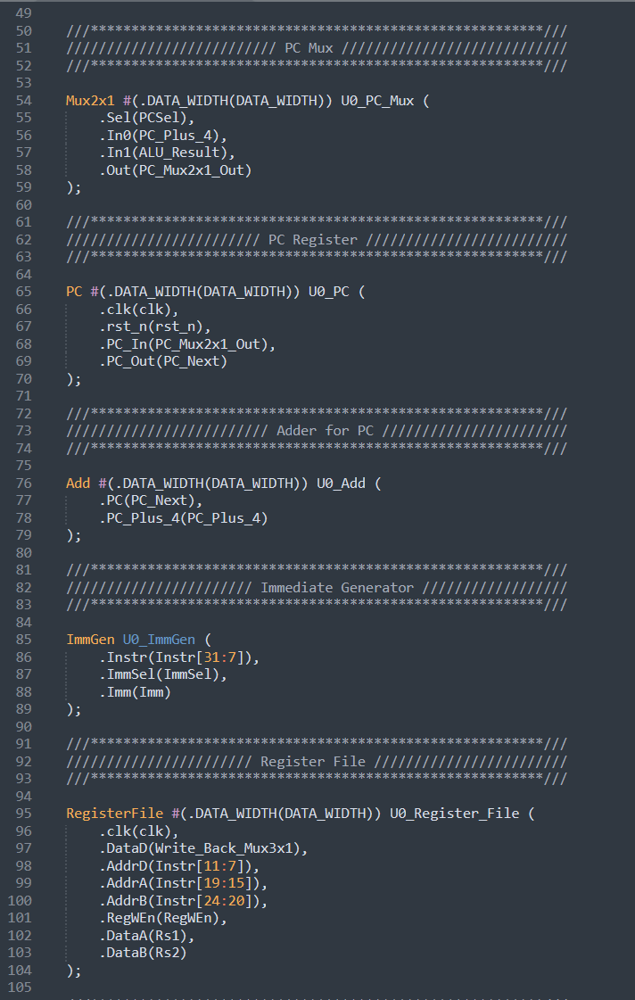 49
50 ///********************************************************///
51 ////////////////////////// PC Mux ////////////////////////////
52 ///********************************************************///
53
54 Mux2x1 #(.DATA_WIDTH(DATA_WIDTH)) U0_PC_Mux (
55     .Sel(PCSel),
56     .In0(PC_Plus_4),
57     .In1(ALU_Result),
58     .Out(PC_Mux2x1_Out)
59 );
60
61 ///********************************************************///
62 //////////////////////// PC Register /////////////////////////
63 ///********************************************************///
64
65 PC #(.DATA_WIDTH(DATA_WIDTH)) U0_PC (
66     .clk(clk),
67     .rst_n(rst_n),
68     .PC_In(PC_Mux2x1_Out),
69     .PC_Out(PC_Next)
70 );
71
72 ///********************************************************///
73 ///////////////////////// Adder for PC ///////////////////////
74 ///********************************************************///
75
76 Add #(.DATA_WIDTH(DATA_WIDTH)) U0_Add (
77     .PC(PC_Next),
78     .PC_Plus_4(PC_Plus_4)
79 );
80
81 ///********************************************************///
82 /////////////////////// Immediate Generator //////////////////
83 ///********************************************************///
84
85 ImmGen U0_ImmGen (
86     .Instr(Instr[31:7]),
87     .ImmSel(ImmSel),
88     .Imm(Imm)
89 );
90
91 ///********************************************************///
92 /////////////////////// Register File ////////////////////////
93 ///********************************************************///
94
95 RegisterFile #(.DATA_WIDTH(DATA_WIDTH)) U0_Register_File (
96     .clk(clk),
97     .DataD(Write_Back_Mux3x1),
98     .AddrD(Instr[11:7]),
99     .AddrA(Instr[19:15]),
100     .AddrB(Instr[24:20]),
101     .RegWEn(RegWEn),
102     .DataA(Rs1),
103     .DataB(Rs2)
104 );
105